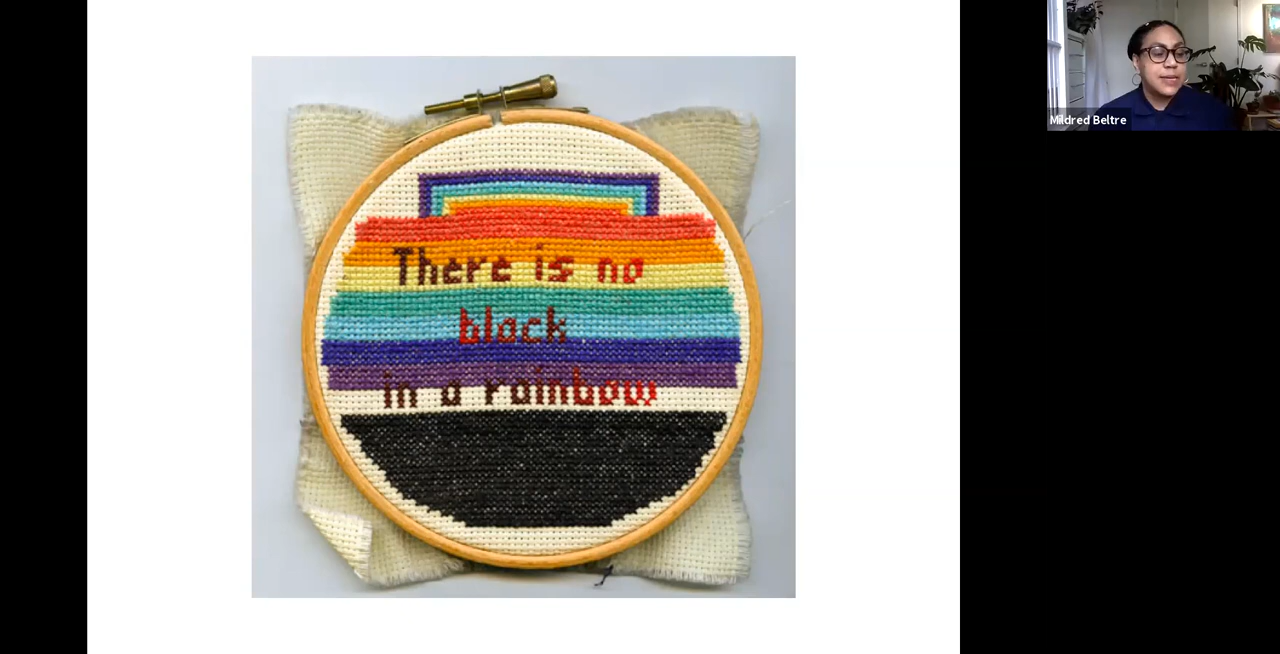 There is no
black
in a rainbow
Mildred Beltre